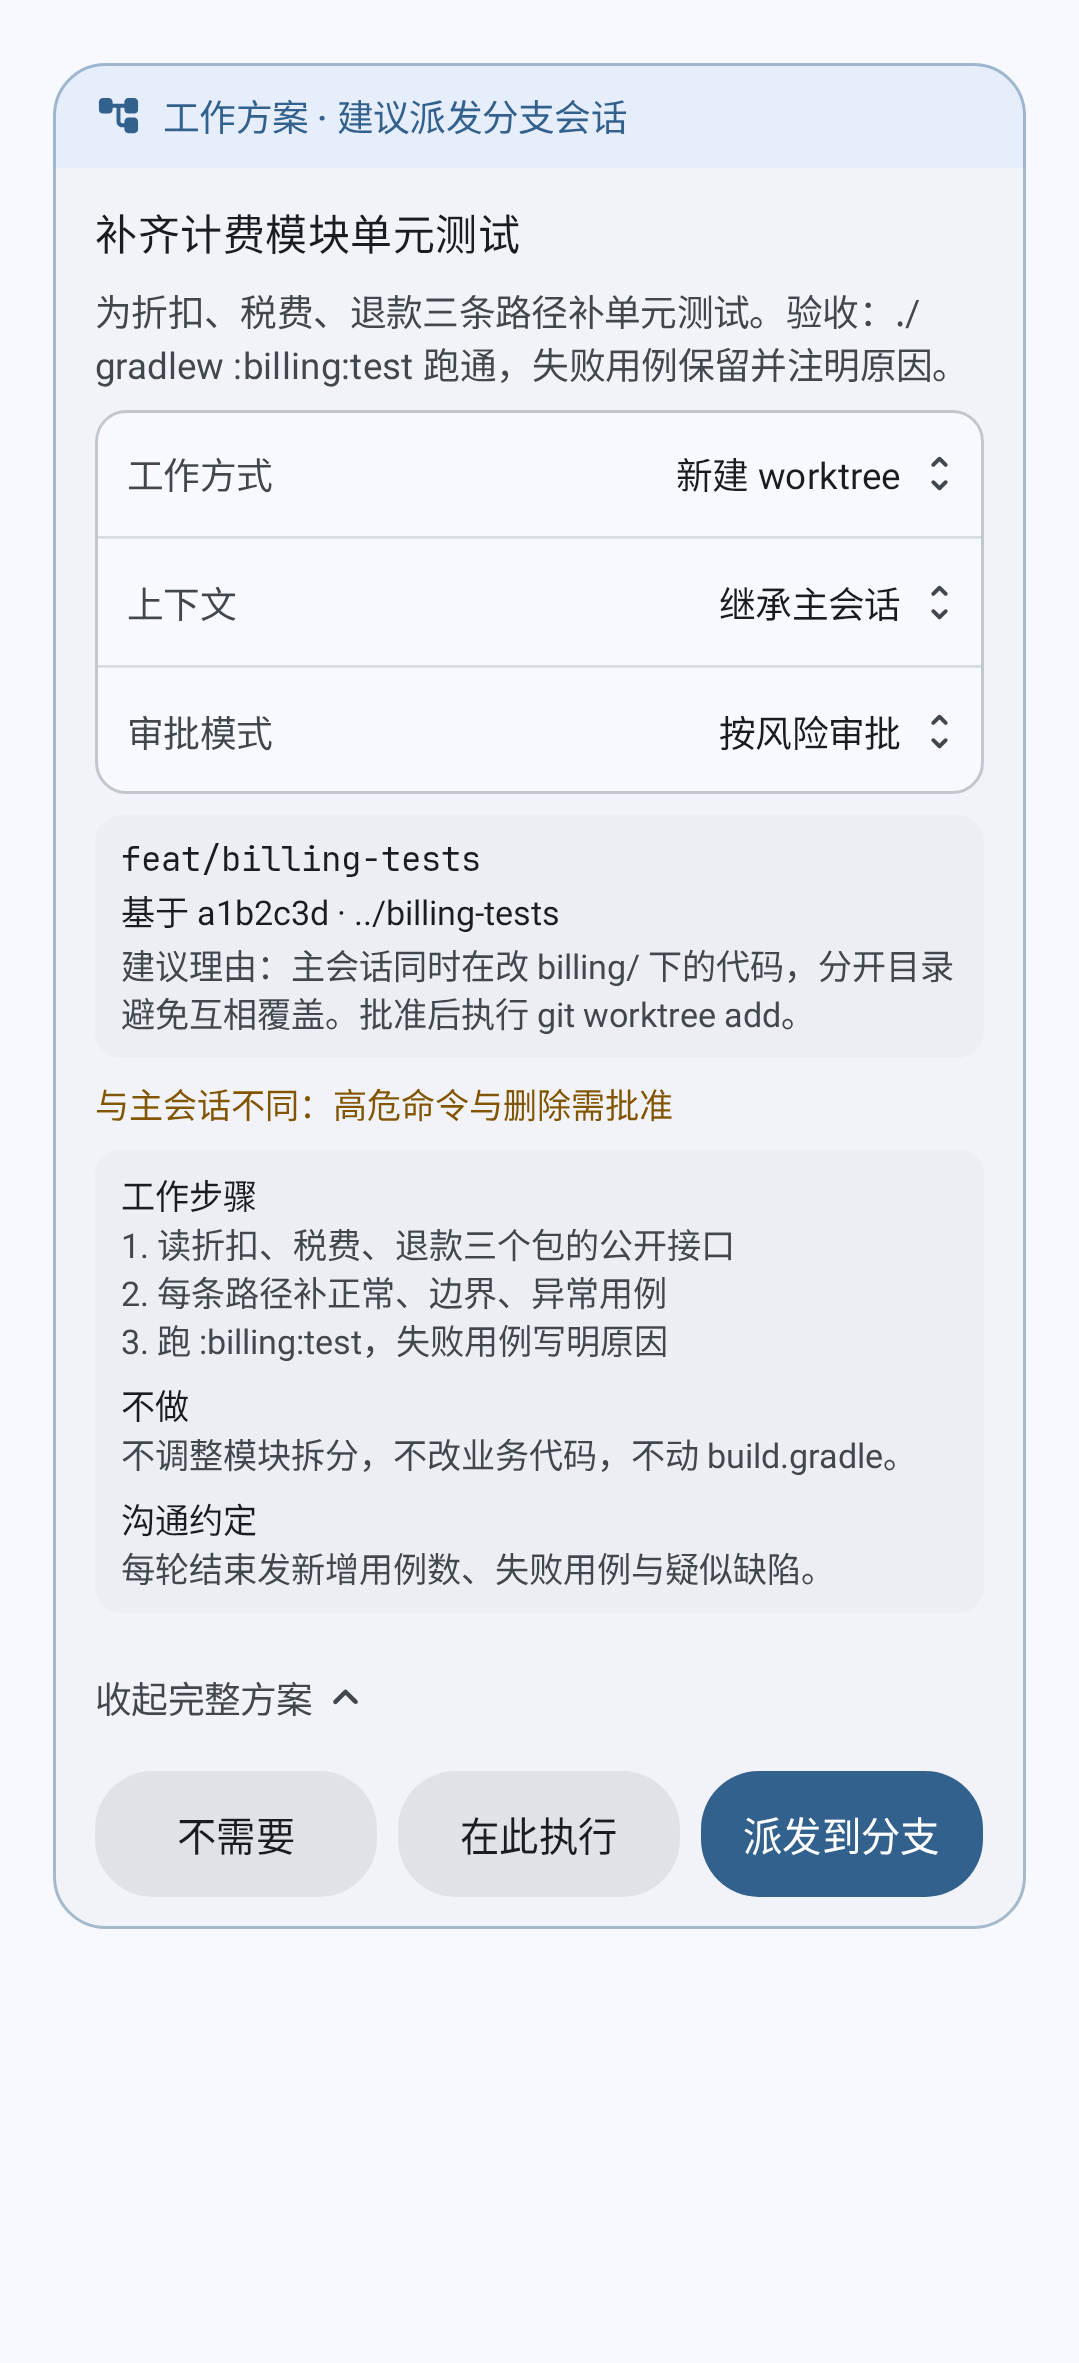 工作方案 · 建议派发分支会话
补齐计费模块单元测试
为折扣、税费、退款三条路径补单元测试。验收：./
gradlew :billing:test 跑通，失败用例保留并注明原因。
工作方式 新建 worktree
上下文 继承主会话
审批模式 按风险审批
feat/billing-tests
基于 a1b2c3d · ../billing-tests
建议理由：主会话同时在改 billing/ 下的代码，分开目录
避免互相覆盖。批准后执行 git worktree add。
与主会话不同：高危命令与删除需批准
工作步骤
1. 读折扣、税费、退款三个包的公开接口
2. 每条路径补正常、边界、异常用例
3. 跑 :billing:test，失败用例写明原因
不做
不调整模块拆分，不改业务代码，不动 build.gradle。
沟通约定
每轮结束发新增用例数、失败用例与疑似缺陷。
收起完整方案
不需要 在此执行 派发到分支